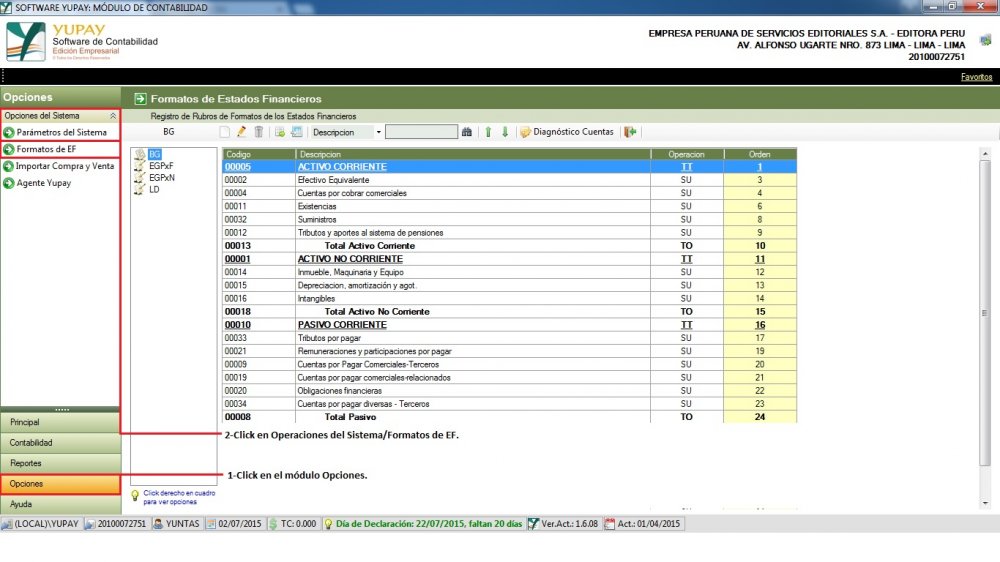 SOFTWARE YUPAY: MÓDULO DE CONTABILIDAD
YUPAY
Software de Contabilidad
Edición Empresarial
© Todos los Derechos Reservados
EMPRESA PERUANA DE SERVICIOS EDITORIALES S.A. - EDITORA PERU
AV. ALFONSO UGARTE NRO. 873 LIMA - LIMA - LIMA
20100072751
Favoritos
Opciones
Opciones del Sistema
Parámetros del Sistema
Formatos de EF
Importar Compra y Venta
Agente Yupay
Formatos de Estados Financieros
Registro de Rubros de Formatos de los Estados Financieros
BG Descripcion Diagnóstico Cuentas
BG
EGPxF
EGPxN
LD
Codigo Descripcion Operacion Orden
00005 ACTIVO CORRIENTE TT 1
00002 Efectivo Equivalente SU 3
00004 Cuentas por cobrar comerciales SU 4
00011 Existencias SU 6
00032 Suministros SU 8
00012 Tributos y aportes al sistema de pensiones SU 9
00013 Total Activo Corriente TO 10
00001 ACTIVO NO CORRIENTE TT 11
00014 Inmueble, Maquinaria y Equipo SU 12
00015 Depreciacion, amortización y agot. SU 13
00016 Intangibles SU 14
00018 Total Activo No Corriente TO 15
00010 PASIVO CORRIENTE TT 16
00033 Tributos por pagar SU 17
00021 Remuneraciones y participaciones por pagar SU 19
00009 Cuentas por Pagar Comerciales-Terceros SU 20
00019 Cuentas por pagar comerciales-relacionados SU 21
00020 Obligaciones financieras SU 22
00034 Cuentas por pagar diversas - Terceros SU 23
00008 Total Pasivo TO 24
2-Click en Operaciones del Sistema/Formatos de EF.
1-Click en el módulo Opciones.
Principal
Contabilidad
Reportes
Opciones
Ayuda
Click derecho en cuadro
para ver opciones
(LOCAL)\YUPAY 20100072751 YUNTAS 02/07/2015 TC: 0.000 Día de Declaración: 22/07/2015, faltan 20 días Ver.Act.: 1.6.08 Act.: 01/04/2015